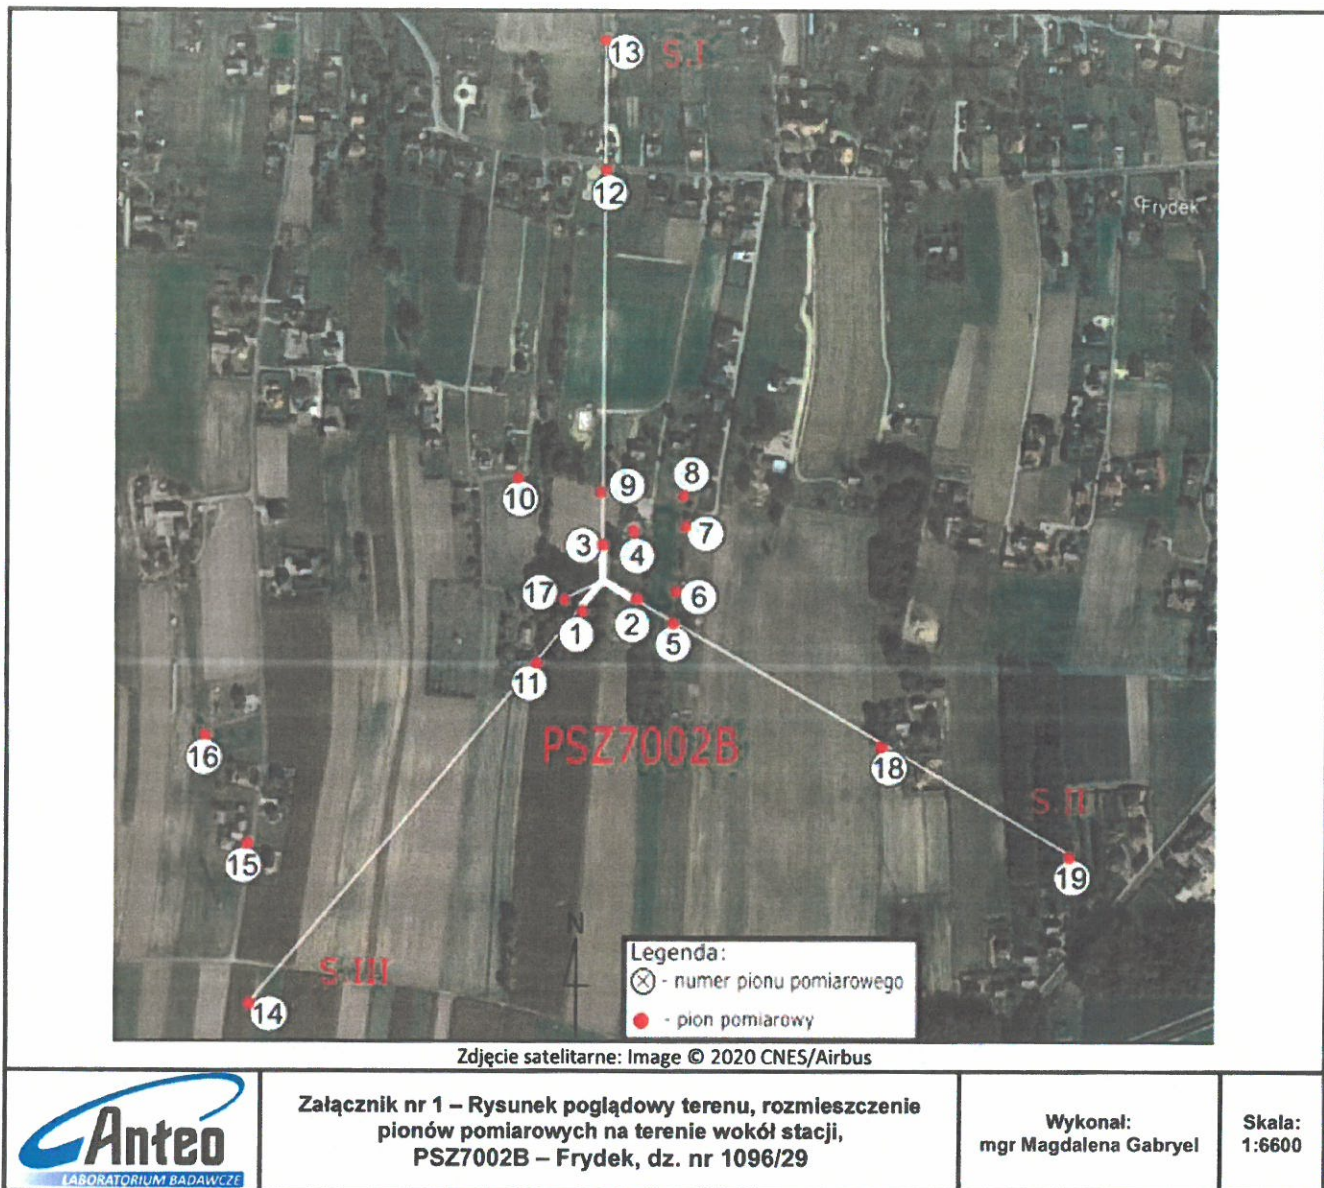 13
S.I
12
Frydek
8
10
9
7
3
4
17
6
1
2
5
11
PSZ7002B
16
18
S.II
15
19
N
Legenda:
- numer pionu pomiarowego
- pion pomiarowy
S.III
14
Zdjęcie satelitarne: Image © 2020 CNES/Airbus
Anteo
LABORATORIUM BADAWCZE
Załącznik nr 1 – Rysunek poglądowy terenu, rozmieszczenie
pionów pomiarowych na terenie wokół stacji,
PSZ7002B – Frydek, dz. nr 1096/29
Wykonał:
mgr Magdalena Gabryel
Skala:
1:6600